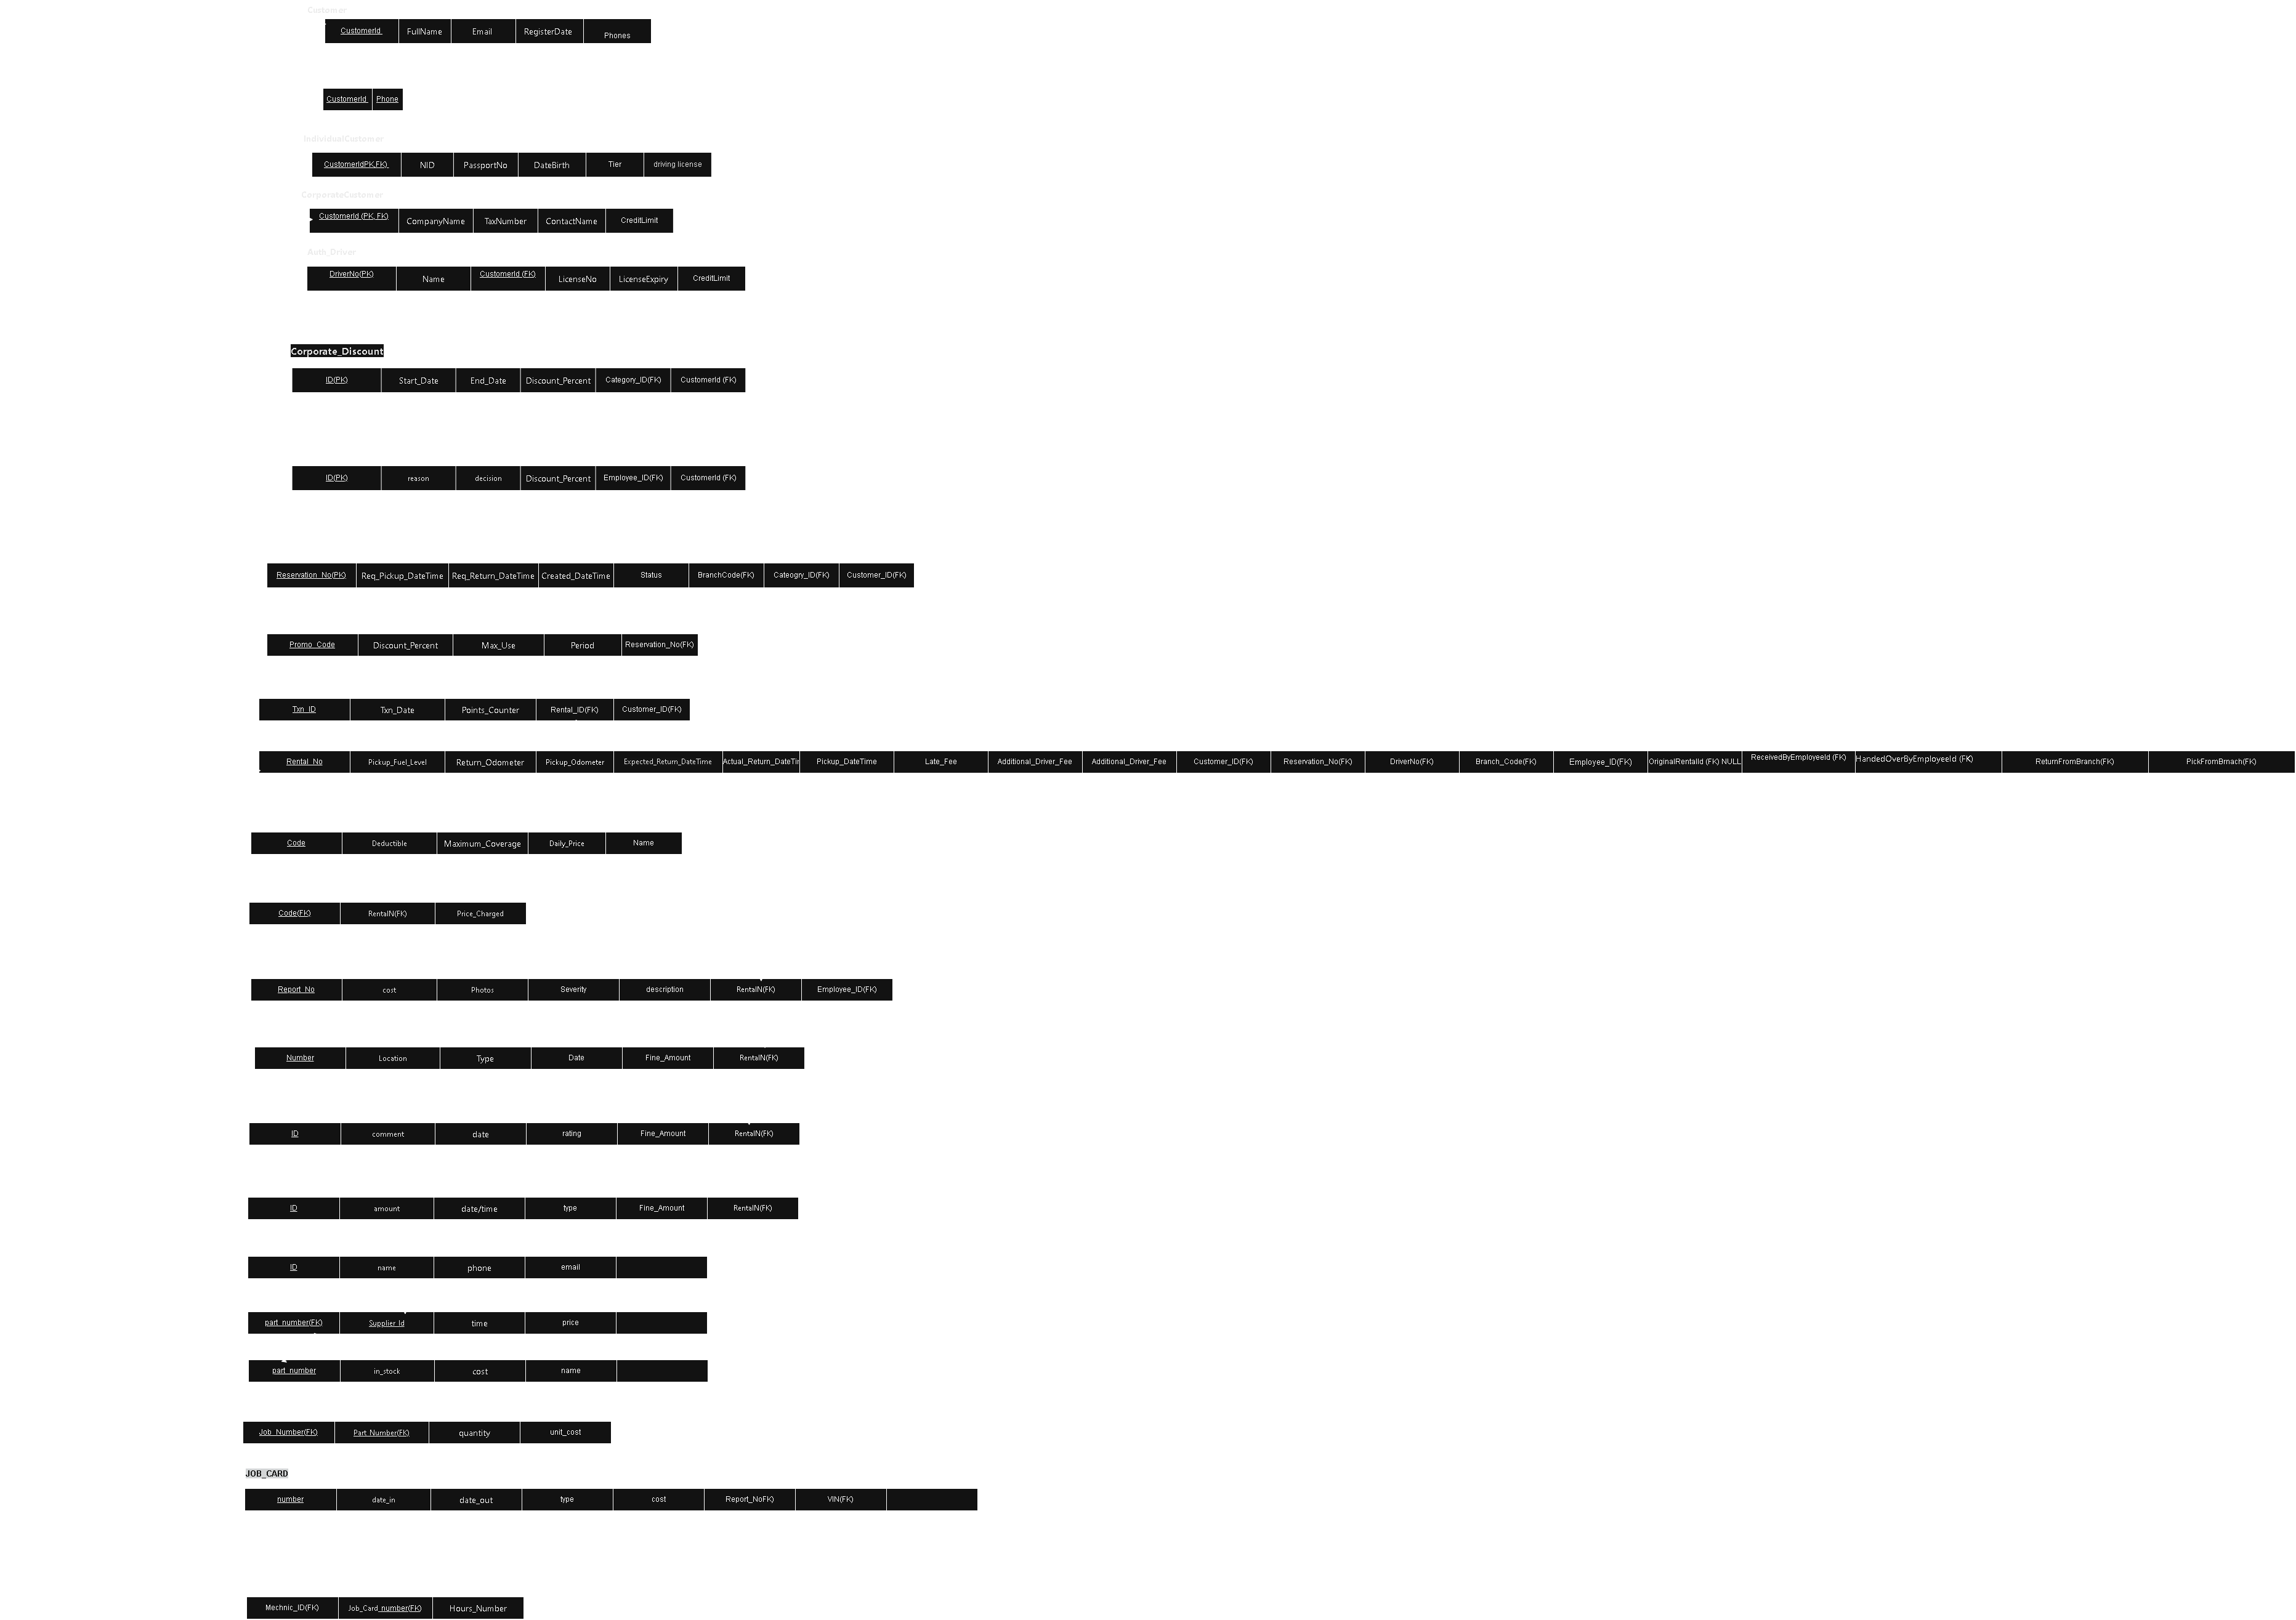 Customer
CustomerId FullName Email RegisterDate Phones
CustomerId Phone
IndividualCustomer
CustomerIdPK,FK) NID PassportNo DateBirth Tier driving license
CorporateCustomer
CustomerId (PK, FK) CompanyName TaxNumber ContactName CreditLimit
Auth_Driver
DriverNo(PK) Name CustomerId (FK) LicenseNo LicenseExpiry CreditLimit
Corporate_Discount
ID(PK) Start_Date End_Date Discount_Percent Category_ID(FK) CustomerId (FK)
ID(PK) reason decision Discount_Percent Employee_ID(FK) CustomerId (FK)
Reservation_No(PK) Req_Pickup_DateTime Req_Return_DateTime Created_DateTime Status BranchCode(FK) Cateogry_ID(FK) Customer_ID(FK)
Promo_Code Discount_Percent Max_Use Period Reservation_No(FK)
Txn_ID Txn_Date Points_Counter Rental_ID(FK) Customer_ID(FK)
Rental_No Pickup_Fuel_Level Return_Odometer Pickup_Odometer Expected_Return_DateTime Actual_Return_DateTir Pickup_DateTime Late_Fee Additional_Driver_Fee Additional_Driver_Fee Customer_ID(FK) Reservation_No(FK) DriverNo(FK) Branch_Code(FK) Employee_ID(FK) OriginalRentalId (FK) NULL ReceivedByEmployeeId (FK) HandedOverByEmployeeId (FK) ReturnFromBranch(FK) PickFromBrnach(FK)
Code Deductible Maximum_Coverage Daily_Price Name
Code(FK) RentalN(FK) Price_Charged
Report_No cost Photos Severity description RentalN(FK) Employee_ID(FK)
Number Location Type Date Fine_Amount RentalN(FK)
ID comment date rating Fine_Amount RentalN(FK)
ID amount date/time type Fine_Amount RentalN(FK)
ID name phone email
part_number(FK) Supplier_Id time price
part_number in_stock cost name
Job_Number(FK) Part_Number(FK) quantity unit_cost
JOB_CARD
number date_in date_out type cost Report_NoFK) VIN(FK)
Mechnic_ID(FK) Job_Card_number(FK) Hours_Number